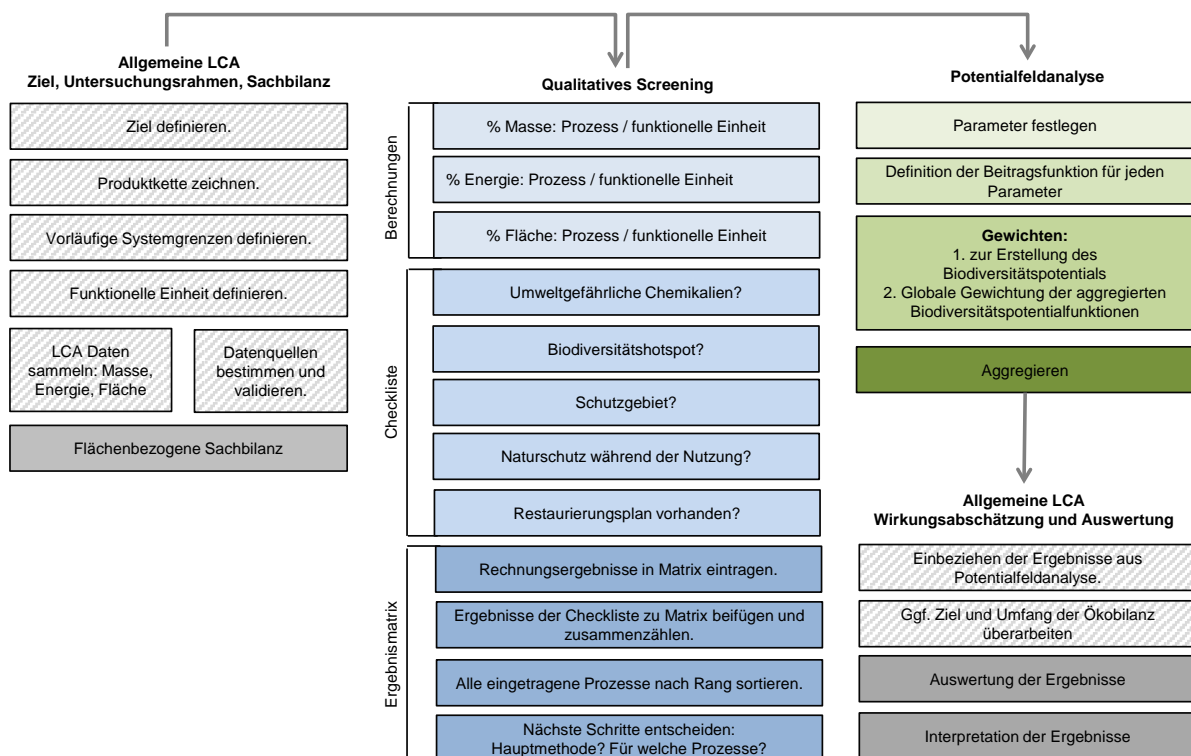 Allgemeine LCA
Ziel, Untersuchungsrahmen, Sachbilanz
Ziel definieren.
Produktkette zeichnen.
Vorläufige Systemgrenzen definieren.
Funktionelle Einheit definieren.
LCA Daten
sammeln: Masse,
Energie, Fläche
Datenquellen
bestimmen und
validieren.
Flächenbezogene Sachbilanz
Qualitatives Screening
Berechnungen
% Masse: Prozess / funktionelle Einheit
% Energie: Prozess / funktionelle Einheit
% Fläche: Prozess / funktionelle Einheit
Checkliste
Umweltgefährliche Chemikalien?
Biodiversitätshotspot?
Schutzgebiet?
Naturschutz während der Nutzung?
Restaurierungsplan vorhanden?
Ergebnismatrix
Rechnungsergebnisse in Matrix eintragen.
Ergebnisse der Checkliste zu Matrix beifügen und
zusammenzählen.
Alle eingetragene Prozesse nach Rang sortieren.
Nächste Schritte entscheiden:
Hauptmethode? Für welche Prozesse?
Potentialfeldanalyse
Parameter festlegen
Definition der Beitragsfunktion für jeden
Parameter
Gewichten:
1. zur Erstellung des
Biodiversitätspotentials
2. Globale Gewichtung der aggregierten
Biodiversitätspotentialfunktionen
Aggregieren
Allgemeine LCA
Wirkungsabschätzung und Auswertung
Einbeziehen der Ergebnisse aus
Potentialfeldanalyse.
Ggf. Ziel und Umfang der Ökobilanz
überarbeiten
Auswertung der Ergebnisse
Interpretation der Ergebnisse